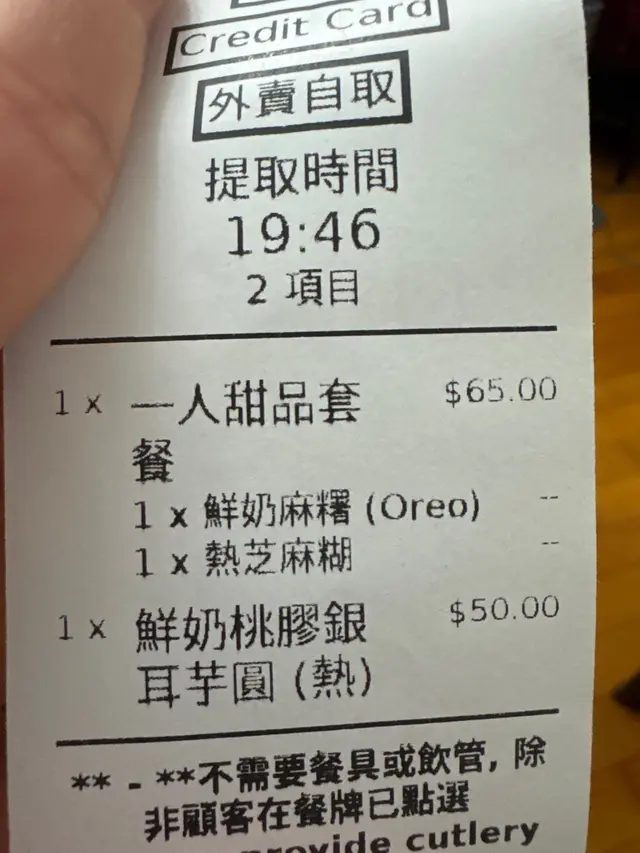 Credit Card
外賣自取
提取時間
19:46
2 項目
1 x 一人甜品套 $65.00
餐
1 x 鮮奶麻糬 (Oreo) --
1 x 熱芝麻糊 --
1 x 鮮奶桃膠銀 $50.00
耳芋圓 (熱)
** - **不需要餐具或飲管, 除
非顧客在餐牌已點選
provide cutlery